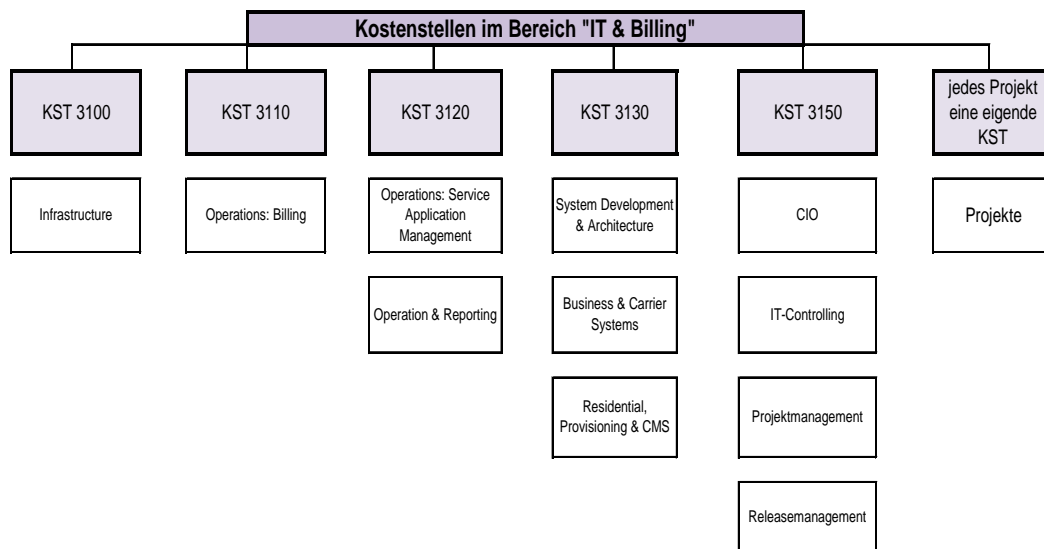 Kostenstellen im Bereich "IT & Billing"
KST 3100
KST 3110
KST 3120
KST 3130
KST 3150
jedes Projekt
eine eigende
KST
Infrastructure
Operations: Billing
Operations: Service
Application
Management
System Development
& Architecture
CIO
Projekte
Operation & Reporting
Business & Carrier
Systems
IT-Controlling
Residential,
Provisioning & CMS
Projektmanagement
Releasemanagement